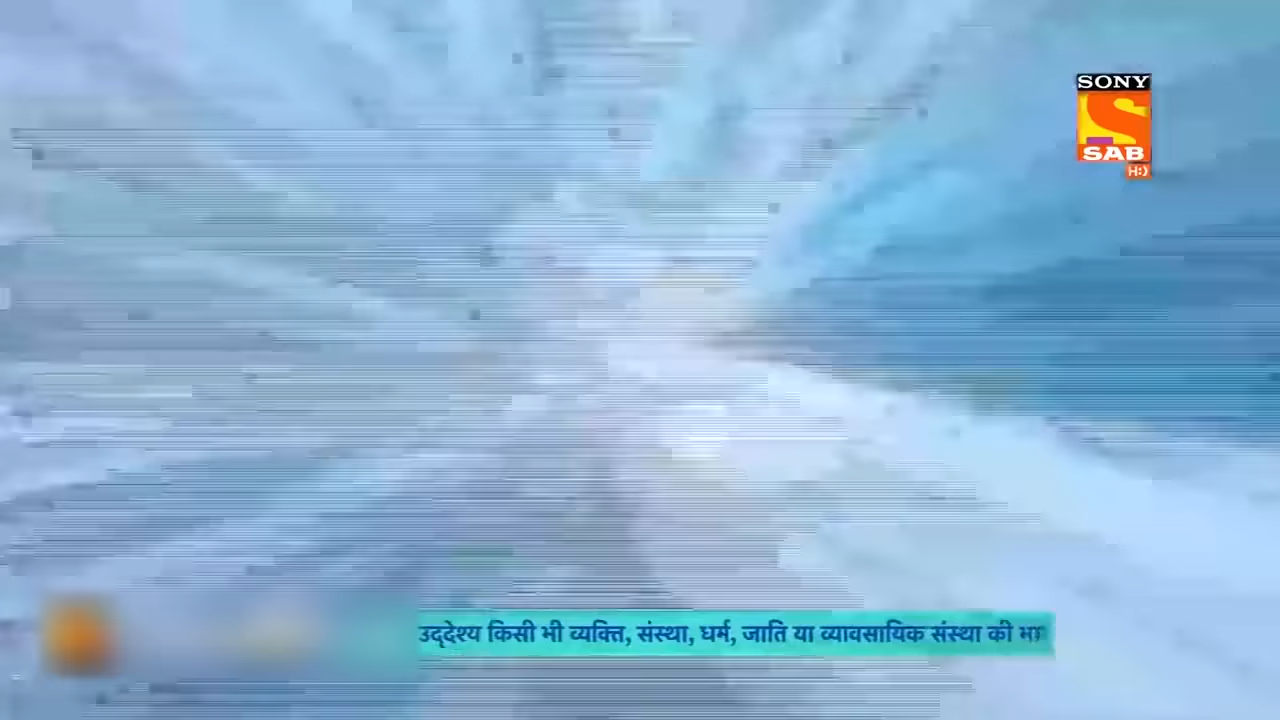 SONY
SAB
H:)
उद्देश्य किसी भी व्यक्ति, संस्था, धर्म, जाति या व्यावसायिक संस्था की